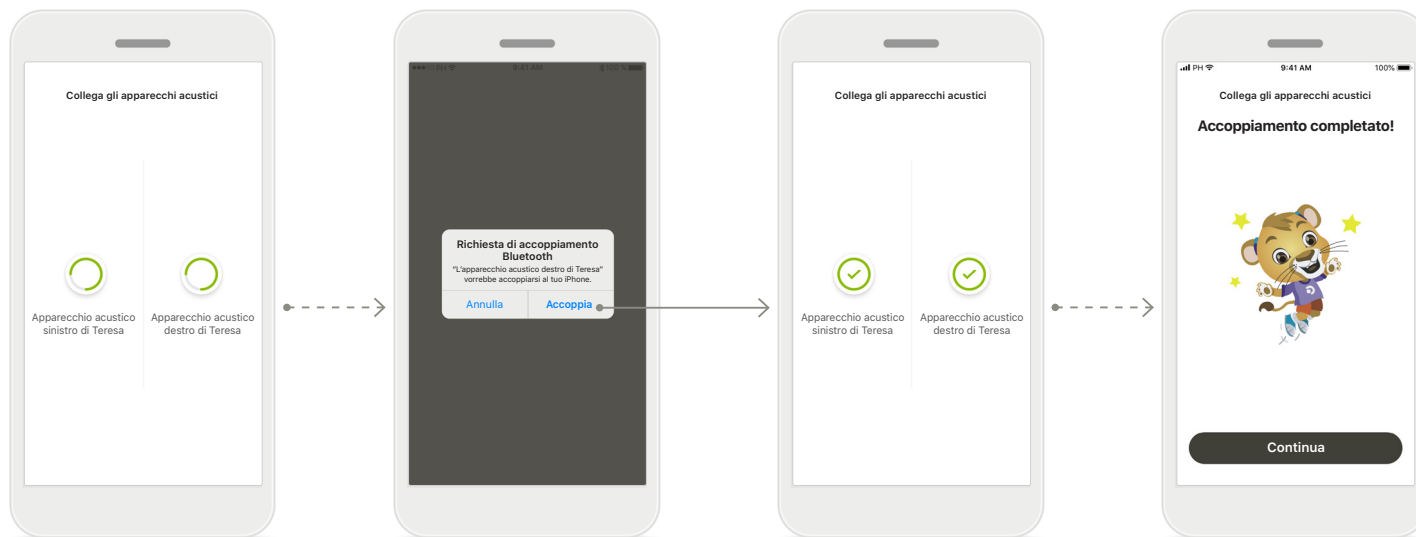 Collega gli apparecchi acustici
Apparecchio acustico
sinistro di Teresa
Apparecchio acustico
destro di Teresa
9:41 AM
100 %
Richiesta di accoppiamento
Bluetooth
"L'apparecchio acustico destro di Teresa"
vorrebbe accoppiarsi al tuo iPhone.
Annulla
Accoppia
Collega gli apparecchi acustici
Apparecchio acustico
sinistro di Teresa
Apparecchio acustico
destro di Teresa
PH
9:41 AM
100%
Collega gli apparecchi acustici
Accoppiamento completato!
Continua